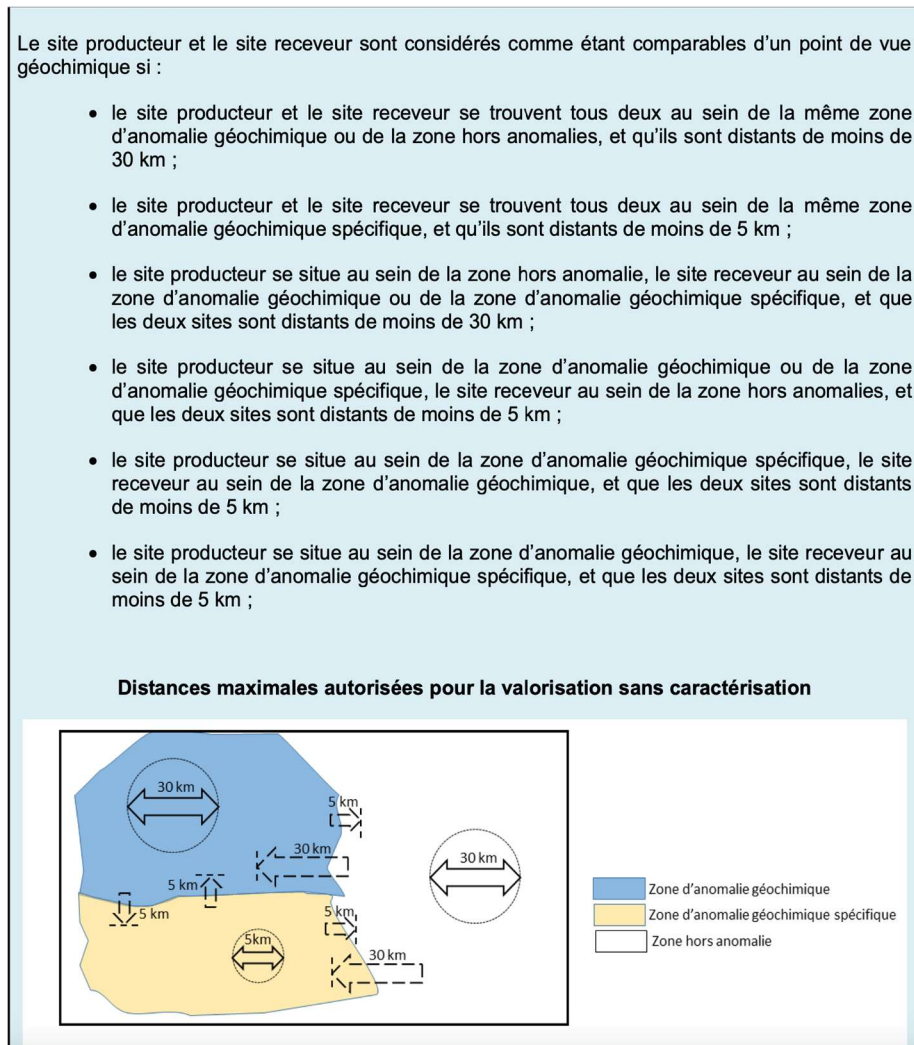 Le site producteur et le site receveur sont considérés comme étant comparables d'un point de vue
géochimique si :
• le site producteur et le site receveur se trouvent tous deux au sein de la même zone
d'anomalie géochimique ou de la zone hors anomalies, et qu'ils sont distants de moins de
30 km ;
• le site producteur et le site receveur se trouvent tous deux au sein de la même zone
d'anomalie géochimique spécifique, et qu'ils sont distants de moins de 5 km ;
• le site producteur se situe au sein de la zone hors anomalie, le site receveur au sein de la
zone d'anomalie géochimique ou de la zone d'anomalie géochimique spécifique, et que
les deux sites sont distants de moins de 30 km ;
• le site producteur se situe au sein de la zone d'anomalie géochimique ou de la zone
d'anomalie géochimique spécifique, le site receveur au sein de la zone hors anomalies, et
que les deux sites sont distants de moins de 5 km ;
• le site producteur se situe au sein de la zone d'anomalie géochimique spécifique, le site
receveur au sein de la zone d'anomalie géochimique, et que les deux sites sont distants
de moins de 5 km ;
• le site producteur se situe au sein de la zone d'anomalie géochimique, le site receveur au
sein de la zone d'anomalie géochimique spécifique, et que les deux sites sont distants de
moins de 5 km ;
Distances maximales autorisées pour la valorisation sans caractérisation
30 km
5 km
30 km
30 km
5 km
5 km
5 km
5km
30 km
Zone d'anomalie géochimique
Zone d'anomalie géochimique spécifique
Zone hors anomalie